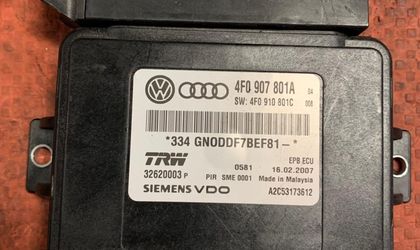 4F0 907 801A 04
SW: 4F0 910 801C 008
*334 GNODDF7BEF81-*
TRW 0581 EPB ECU
32620003 P PIR SME 0001 16.02.2007
Made in Malaysia
SIEMENS VDO A2C53173612